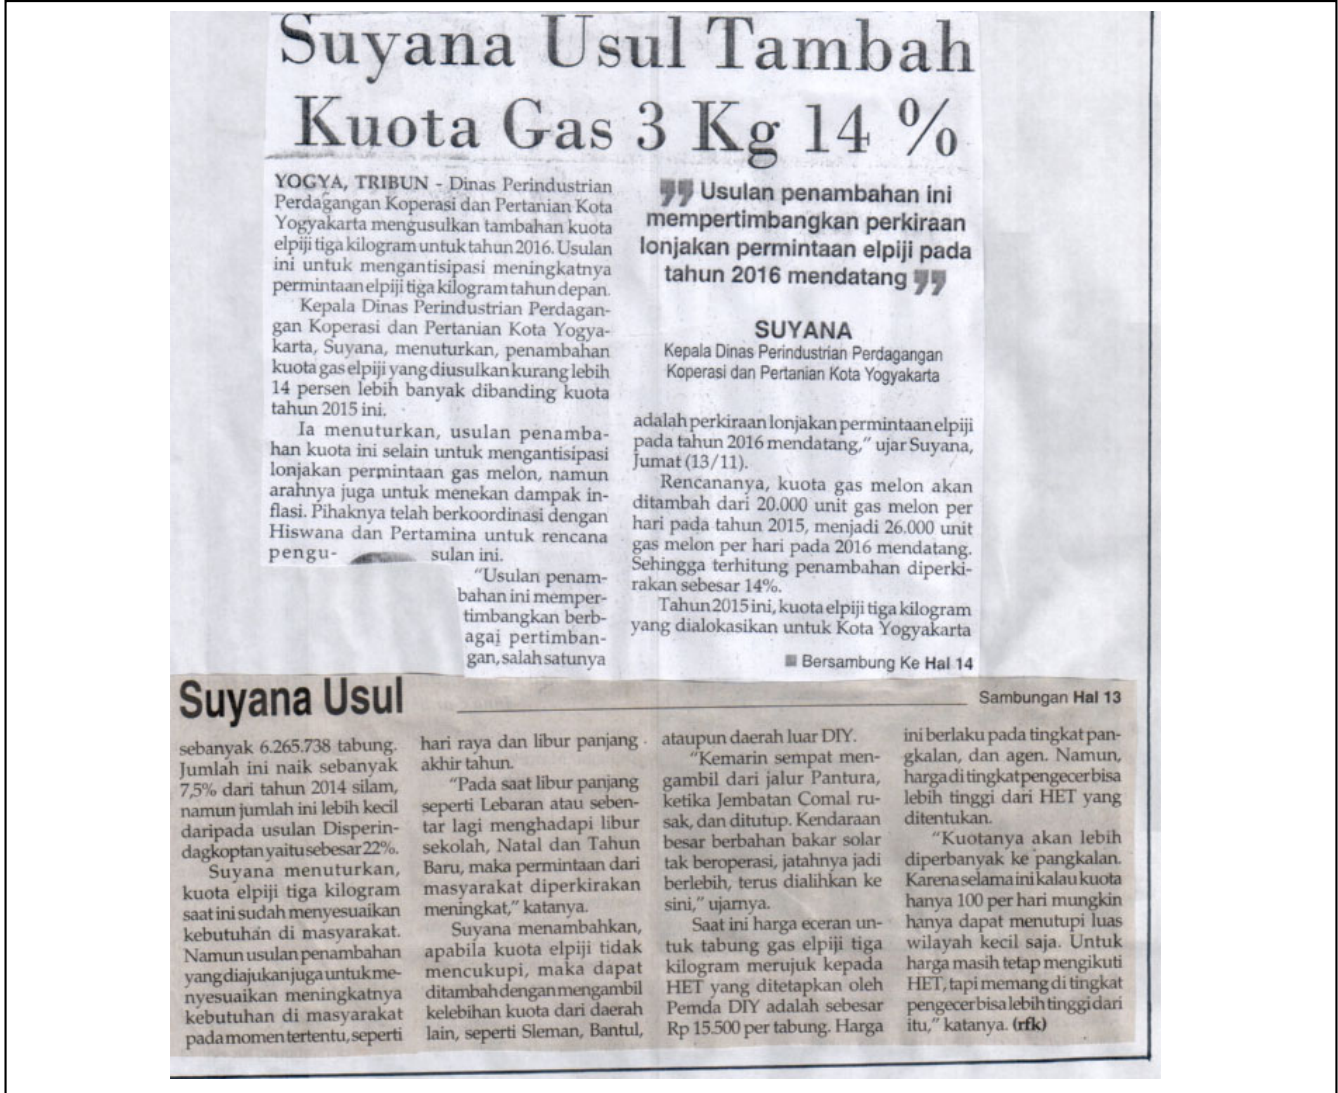 Suyana Usul Tambah
Kuota Gas 3 Kg 14 %
YOGYA, TRIBUN - Dinas Perindustrian
Perdagangan Koperasi dan Pertanian Kota
Yogyakarta mengusulkan tambahan kuota
elpiji tiga kilogram untuk tahun 2016. Usulan
ini untuk mengantisipasi meningkatnya
permintaan elpiji tiga kilogram tahun depan.
Kepala Dinas Perindustrian Perdagan-
gan Koperasi dan Pertanian Kota Yogya-
karta, Suyana, menuturkan, penambahan
kuota gas elpiji yang diusulkan kurang lebih
14 persen lebih banyak dibanding kuota
tahun 2015 ini.
Ia menuturkan, usulan penamba-
han kuota ini selain untuk mengantisipasi
lonjakan permintaan gas melon, namun
arahnya juga untuk menekan dampak in-
flasi. Pihaknya telah berkoordinasi dengan
Hiswana dan Pertamina untuk rencana
pengu- sulan ini.
"Usulan penam-
bahan ini memper-
timbangkan berb-
agai pertimban-
gan, salah satunya
"Usulan penambahan ini
mempertimbangkan perkiraan
lonjakan permintaan elpiji pada
tahun 2016 mendatang"
SUYANA
Kepala Dinas Perindustrian Perdagangan
Koperasi dan Pertanian Kota Yogyakarta
adalah perkiraan lonjakan permintaan elpiji
pada tahun 2016 mendatang," ujar Suyana,
Jumat (13/11).
Rencananya, kuota gas melon akan
ditambah dari 20.000 unit gas melon per
hari pada tahun 2015, menjadi 26.000 unit
gas melon per hari pada 2016 mendatang.
Sehingga terhitung penambahan diperki-
rakan sebesar 14%.
Tahun 2015 ini, kuota elpiji tiga kilogram
yang dialokasikan untuk Kota Yogyakarta
■ Bersambung Ke Hal 14
Suyana Usul
Sambungan Hal 13
sebanyak 6.265.738 tabung.
Jumlah ini naik sebanyak
7,5% dari tahun 2014 silam,
namun jumlah ini lebih kecil
daripada usulan Disperin-
dagkoptan yaitu sebesar 22%.
Suyana menuturkan,
kuota elpiji tiga kilogram
saat ini sudah menyesuaikan
kebutuhan di masyarakat.
Namun usulan penambahan
yang diajukan juga untuk me-
nyesuaikan meningkatnya
kebutuhan di masyarakat
pada momen tertentu, seperti
hari raya dan libur panjang
akhir tahun.
"Pada saat libur panjang
seperti Lebaran atau seben-
tar lagi menghadapi libur
sekolah, Natal dan Tahun
Baru, maka permintaan dari
masyarakat diperkirakan
meningkat," katanya.
Suyana menambahkan,
apabila kuota elpiji tidak
mencukupi, maka dapat
ditambah dengan mengambil
kelebihan kuota dari daerah
lain, seperti Sleman, Bantul,
ataupun daerah luar DIY.
"Kemarin sempat men-
gambil dari jalur Pantura,
ketika Jembatan Comal ru-
sak, dan ditutup. Kendaraan
besar berbahan bakar solar
tak beroperasi, jatahnya jadi
berlebih, terus dialihkan ke
sini," ujarnya.
Saat ini harga eceran un-
tuk tabung gas elpiji tiga
kilogram merujuk kepada
HET yang ditetapkan oleh
Pemda DIY adalah sebesar
Rp 15.500 per tabung. Harga
ini berlaku pada tingkat pan-
gkalan, dan agen. Namun,
harga di tingkat pengecer bisa
lebih tinggi dari HET yang
ditentukan.
"Kuotanya akan lebih
diperbanyak ke pangkalan.
Karena selama ini kalau kuota
hanya 100 per hari mungkin
hanya dapat menutupi luas
wilayah kecil saja. Untuk
harga masih tetap mengikuti
HET, tapi memang di tingkat
pengecer bisa lebih tinggi dari
itu," katanya. (rfk)